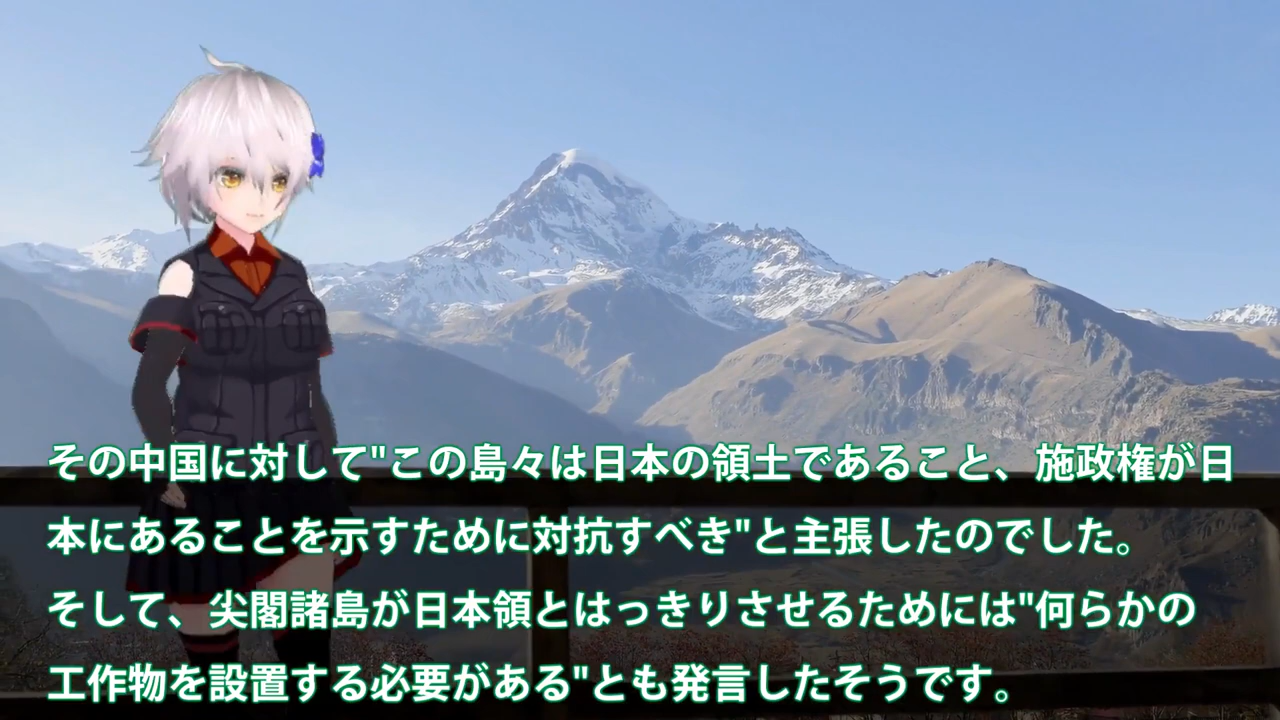 その中国に対して"この島々は日本の領土であること、施政権が日
本にあることを示すために対抗すべき"と主張したのでした。
そして、尖閣諸島が日本領とはっきりさせるためには"何らかの
工作物を設置する必要がある"とも発言したそうです。